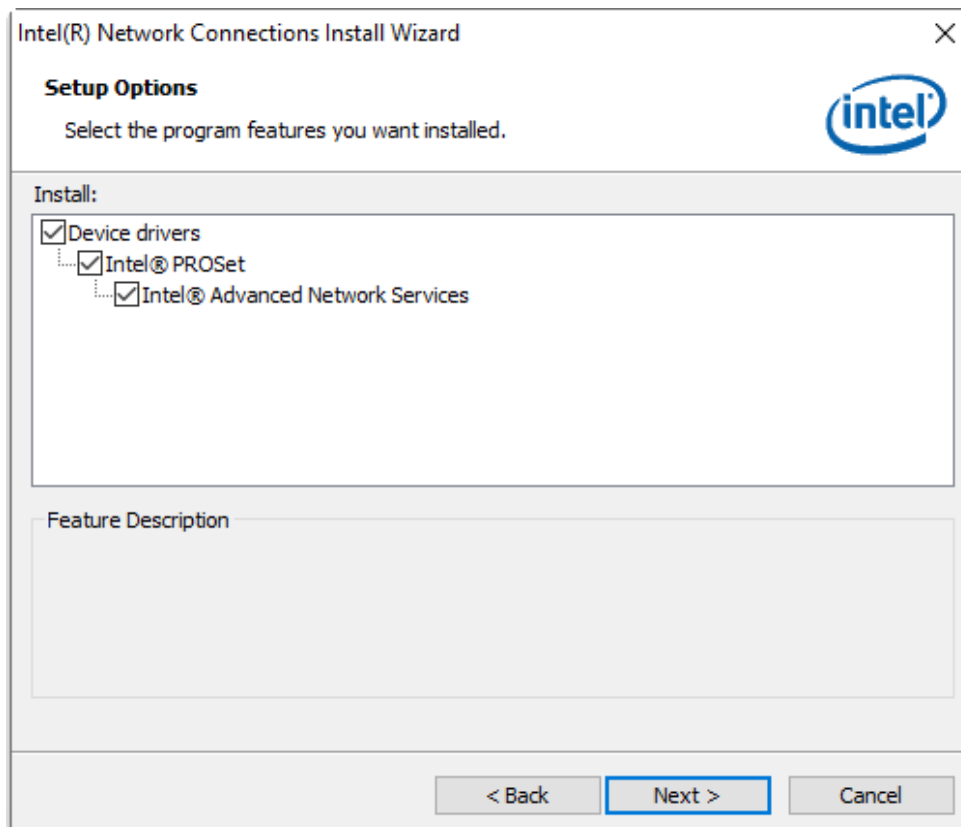 Intel(R) Network Connections Install Wizard
Setup Options
Select the program features you want installed.
intel
Install:
Device drivers
Intel® PROSet
Intel® Advanced Network Services
Feature Description
< Back
Next >
Cancel